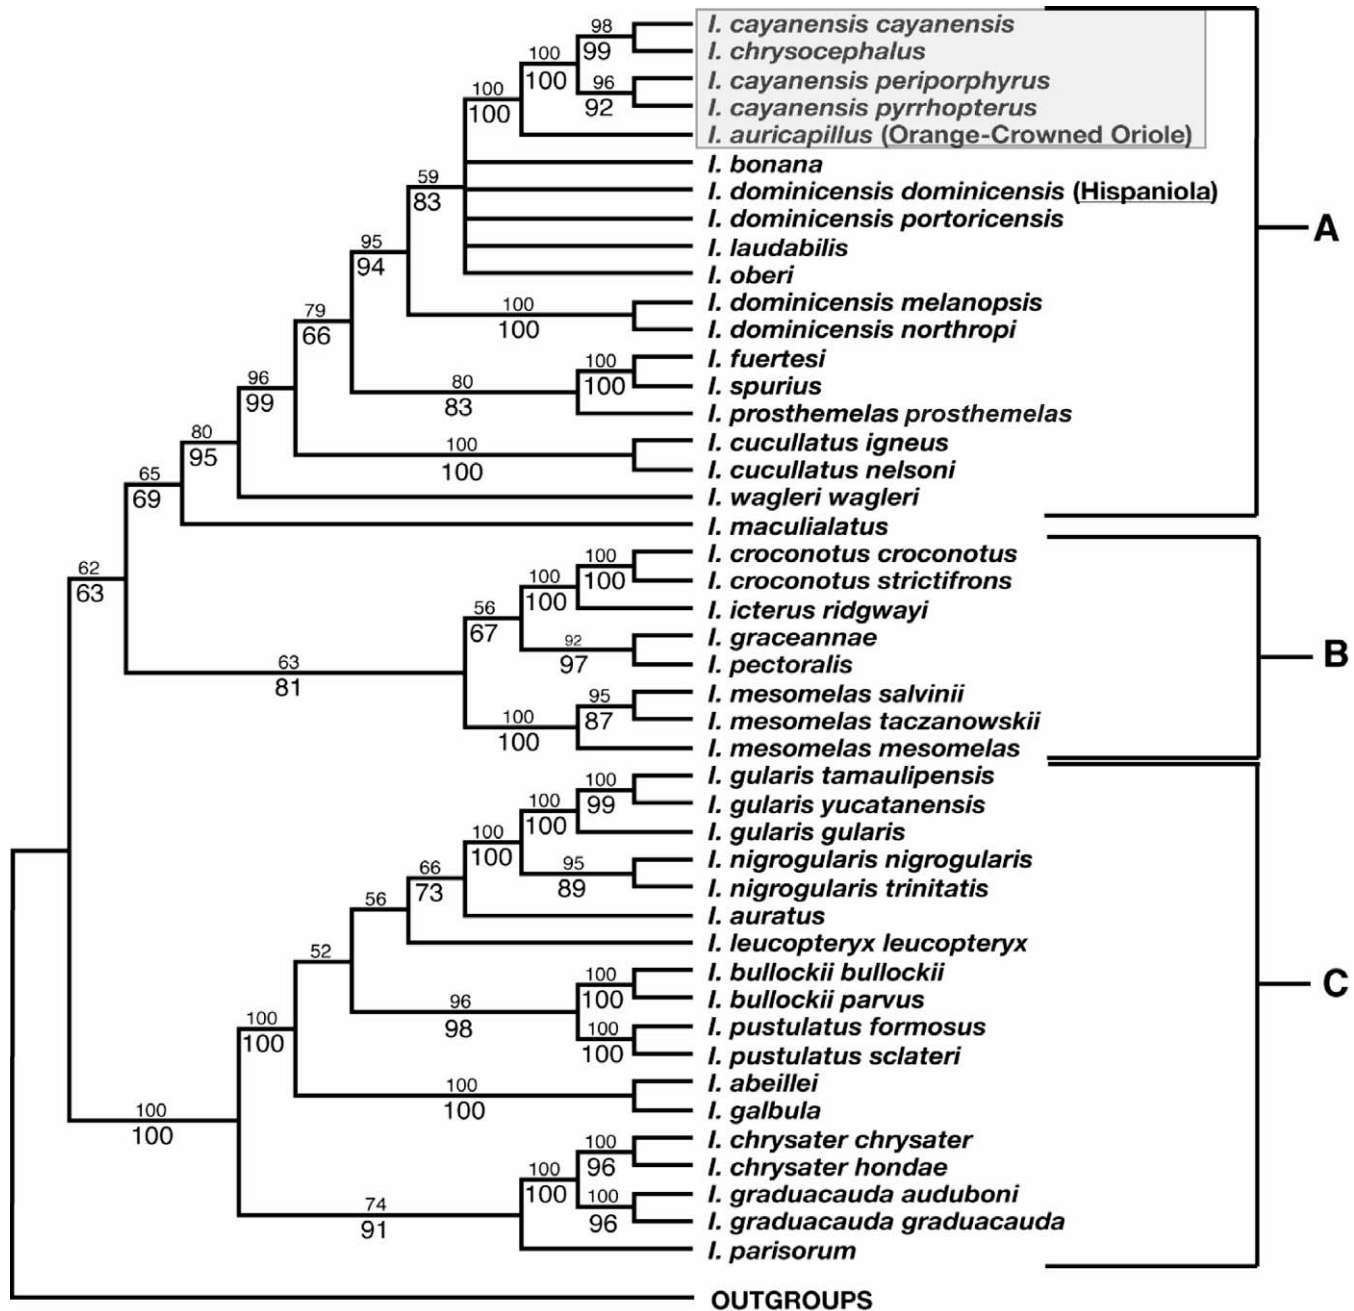 98
I. cayanensis cayanensis
100
99
I. chrysocephalus
100
96
I. cayanensis periporphyrus
100
92
I. cayanensis pyrrhopterus
100
I. auricapillus (Orange-Crowned Oriole)
I. bonana
59
83
I. dominicensis dominicensis (Hispaniola)
I. dominicensis portoricensis
A
95
94
I. laudabilis
I. oberi
100
I. dominicensis melanopsis
79
66
100
I. dominicensis northropi
100
I. fuertesi
96
99
80
83
100
I. spurius
I. prosthemelas prosthemelas
80
95
100
100
I. cucullatus igneus
I. cucullatus nelsoni
65
69
I. wagleri wagleri
I. maculialatus
62
63
100
I. croconotus croconotus
100
100
100
I. croconotus strictifrons
56
67
I. icterus ridgwayi
92
97
I. graceannae
B
63
81
I. pectoralis
95
87
I. mesomelas salvinii
100
100
I. mesomelas taczanowskii
I. mesomelas mesomelas
100
I. gularis tamaulipensis
100
100
99
I. gularis yucatanensis
100
100
I. gularis gularis
66
73
95
89
I. nigrogularis nigrogularis
I. nigrogularis trinitatis
56
I. auratus
52
I. leucopteryx leucopteryx
100
100
I. bullockii bullockii
C
96
98
I. bullockii parvus
100
100
100
100
I. pustulatus formosus
I. pustulatus sclateri
100
100
I. abeillei
I. galbula
100
100
100
96
I. chrysater chrysater
I. chrysater hondae
100
100
100
96
I. graduacauda auduboni
74
91
I. graduacauda graduacauda
I. parisorum
OUTGROUPS